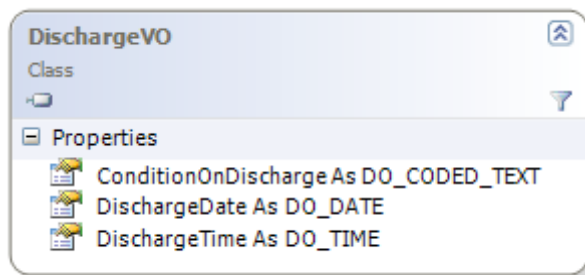 DischargeVO
Class
Properties
ConditionOnDischarge As DO_CODED_TEXT
DischargeDate As DO_DATE
DischargeTime As DO_TIME